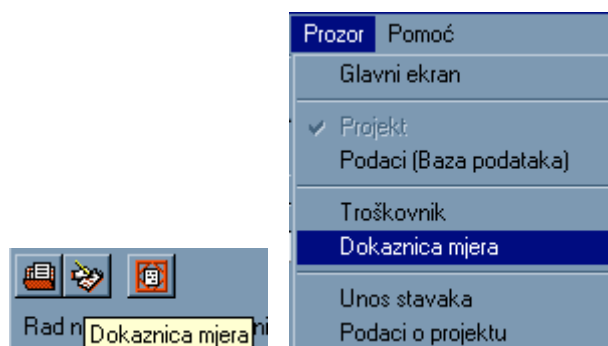 Prozor Pomoć
Glavni ekran
Projekt
Podaci (Baza podataka)
Troškovnik
Dokaznica mjera
Unos stavaka
Podaci o projektu
Rad n
Dokaznica mjera